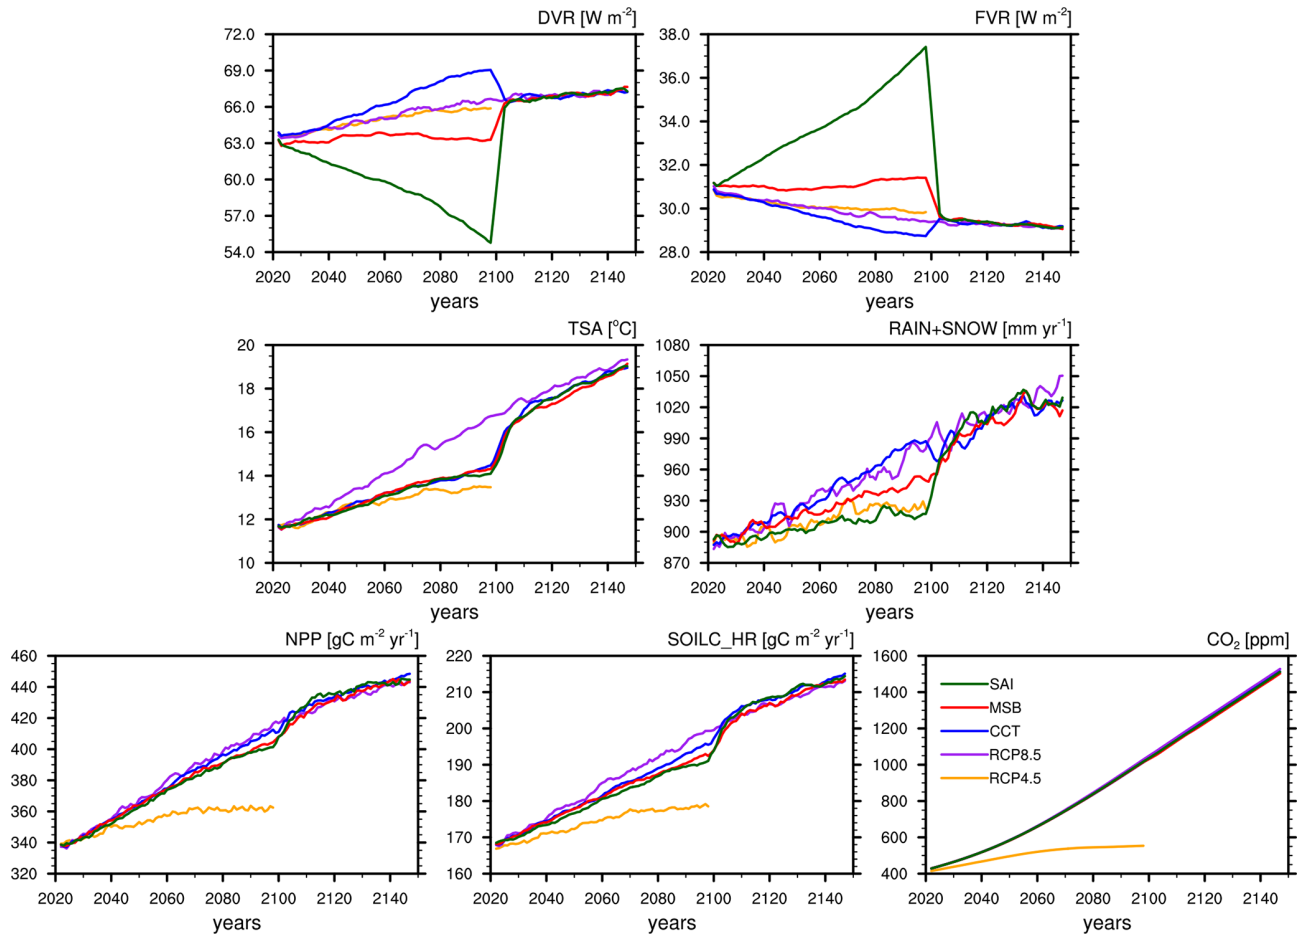 DVR [W m-2]
FVR [W m-2]
72.0
69.0
66.0
63.0
60.0
57.0
54.0
2020 2040 2060 2080 2100 2120 2140
years
38.0
36.0
34.0
32.0
30.0
28.0
2020 2040 2060 2080 2100 2120 2140
years
TSA [oC]
RAIN+SNOW [mm yr-1]
20
18
16
14
12
10
2020 2040 2060 2080 2100 2120 2140
years
1080
1050
1020
990
960
930
900
870
2020 2040 2060 2080 2100 2120 2140
years
NPP [gC m-2 yr-1]
SOILC_HR [gC m-2 yr-1]
CO2 [ppm]
460
440
420
400
380
360
340
320
2020 2040 2060 2080 2100 2120 2140
years
220
210
200
190
180
170
160
2020 2040 2060 2080 2100 2120 2140
years
1600
1400
1200
1000
800
600
400
SAI
MSB
CCT
RCP8.5
RCP4.5
2020 2040 2060 2080 2100 2120 2140
years